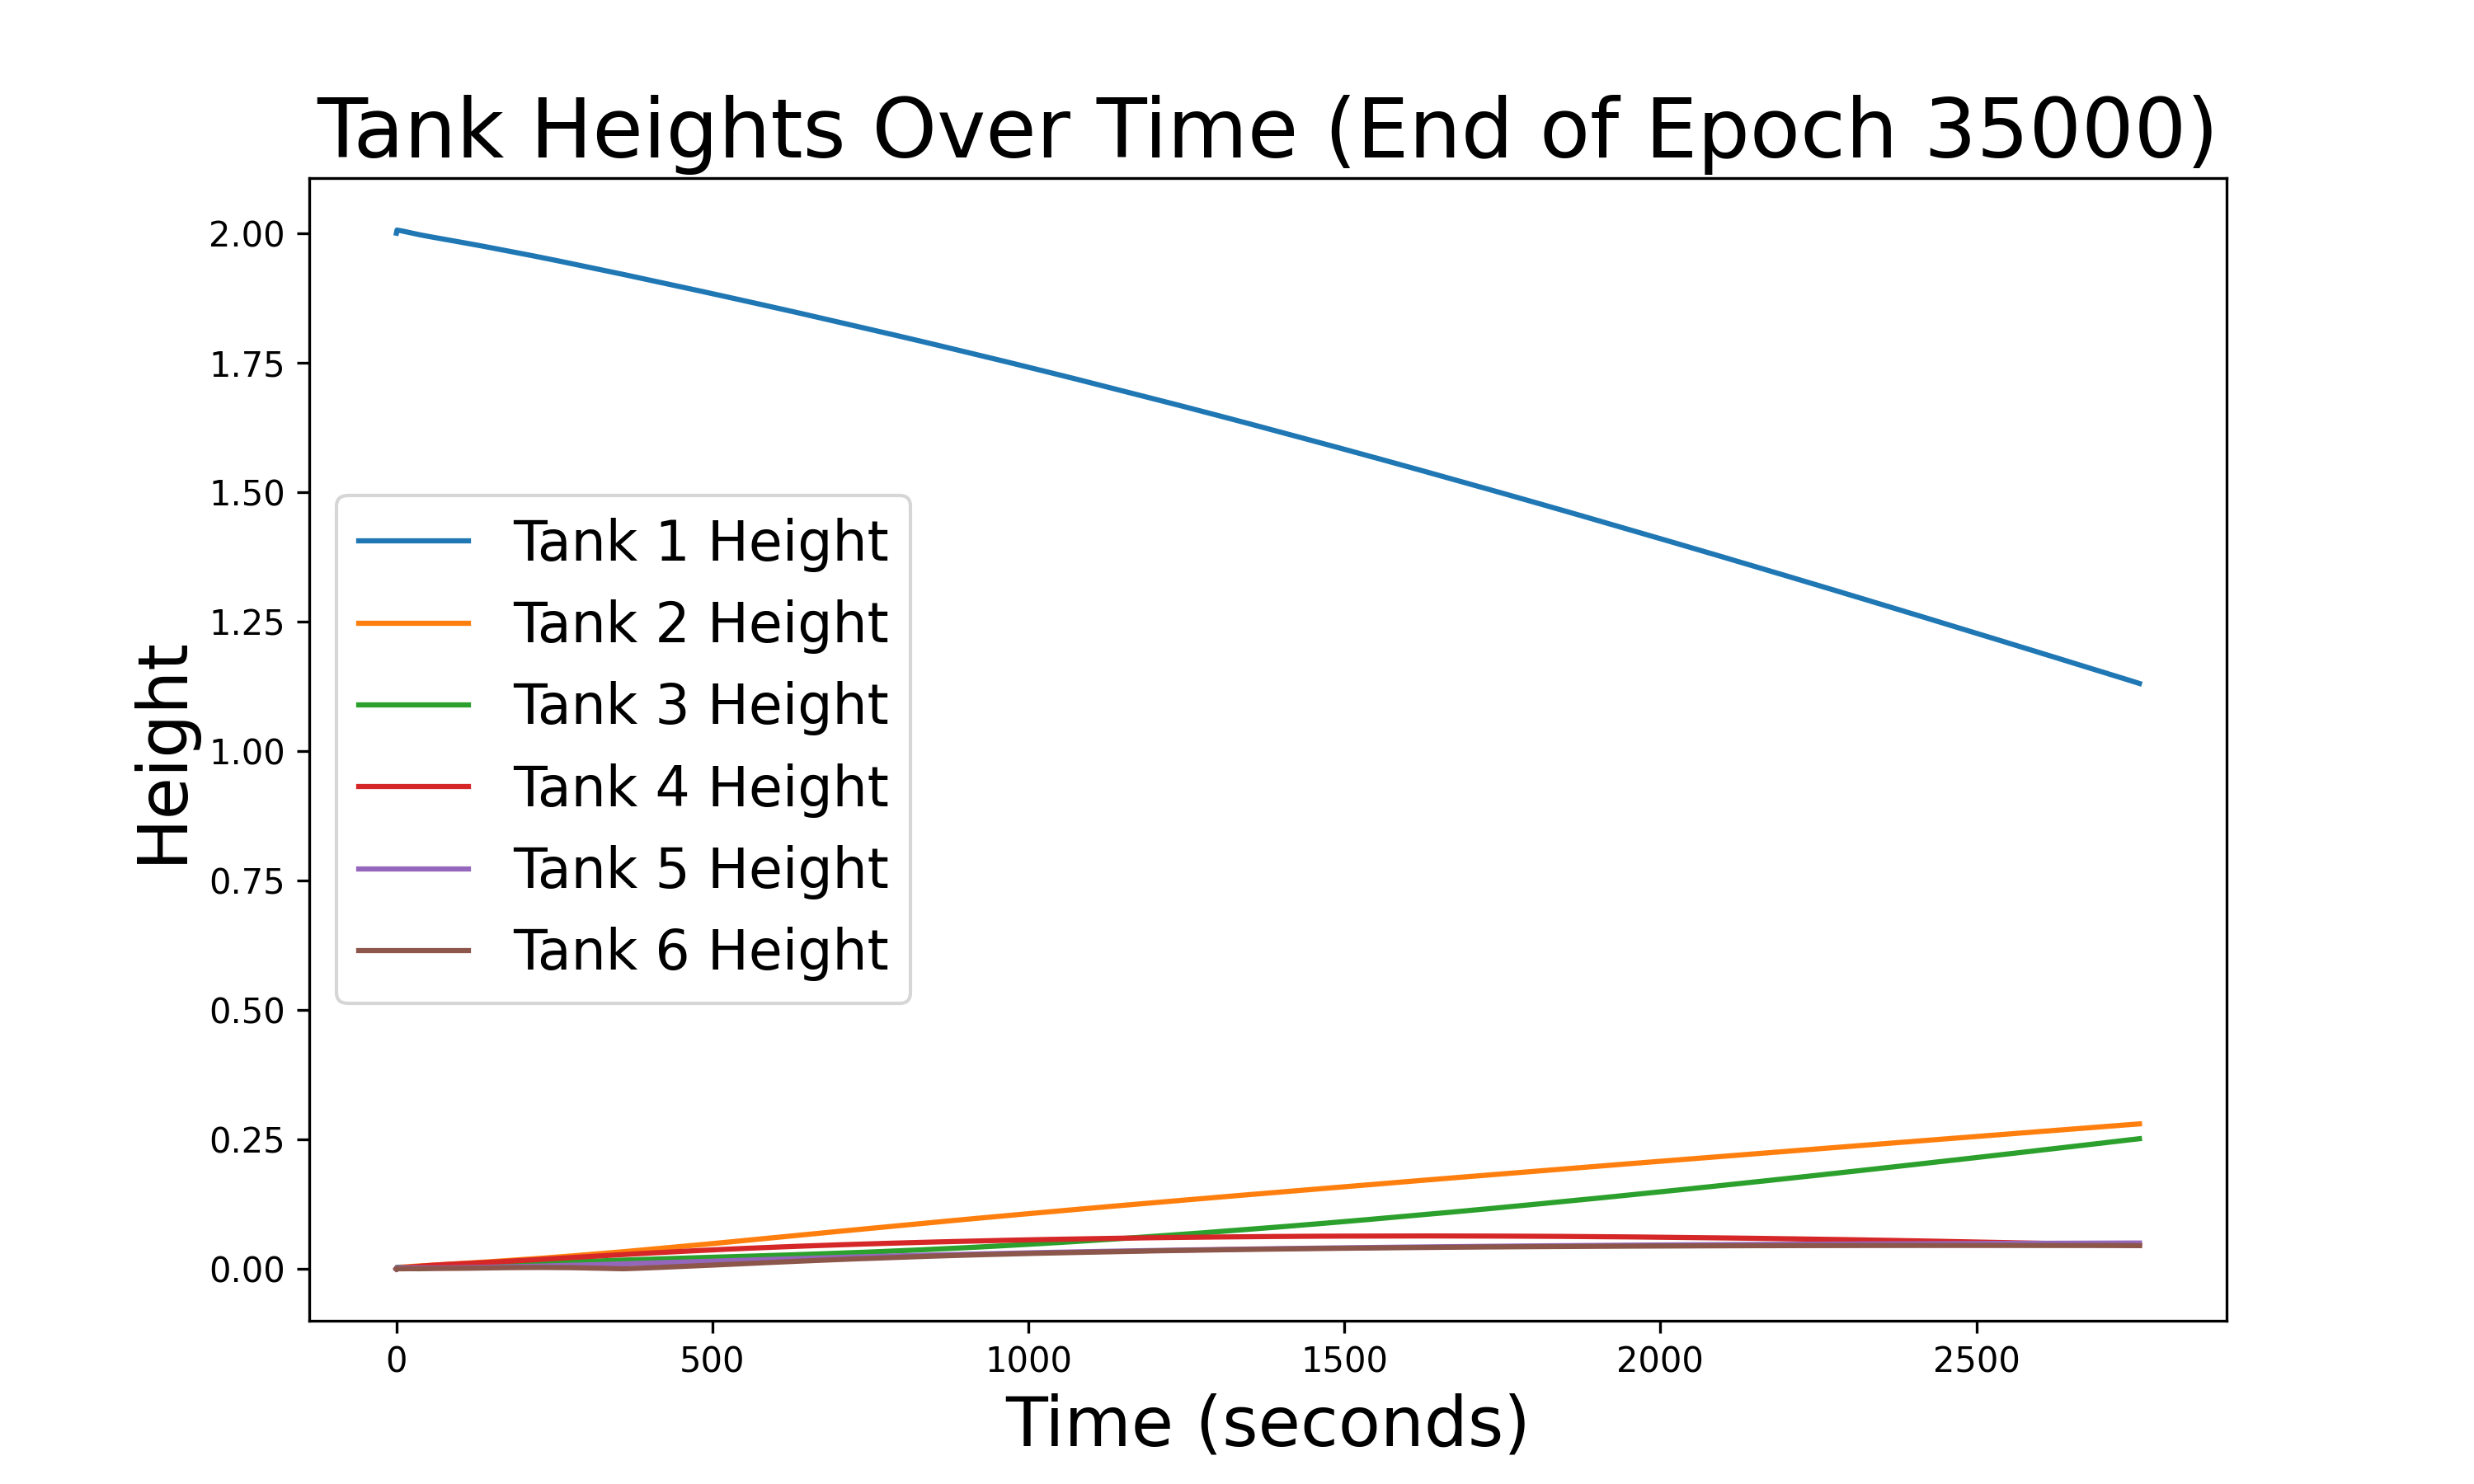 Tank Heights Over Time (End of Epoch 35000)
Height
2.00
1.75
1.50
1.25
1.00
0.75
0.50
0.25
0.00
Tank 1 Height
Tank 2 Height
Tank 3 Height
Tank 4 Height
Tank 5 Height
Tank 6 Height
0 500 1000 1500 2000 2500
Time (seconds)